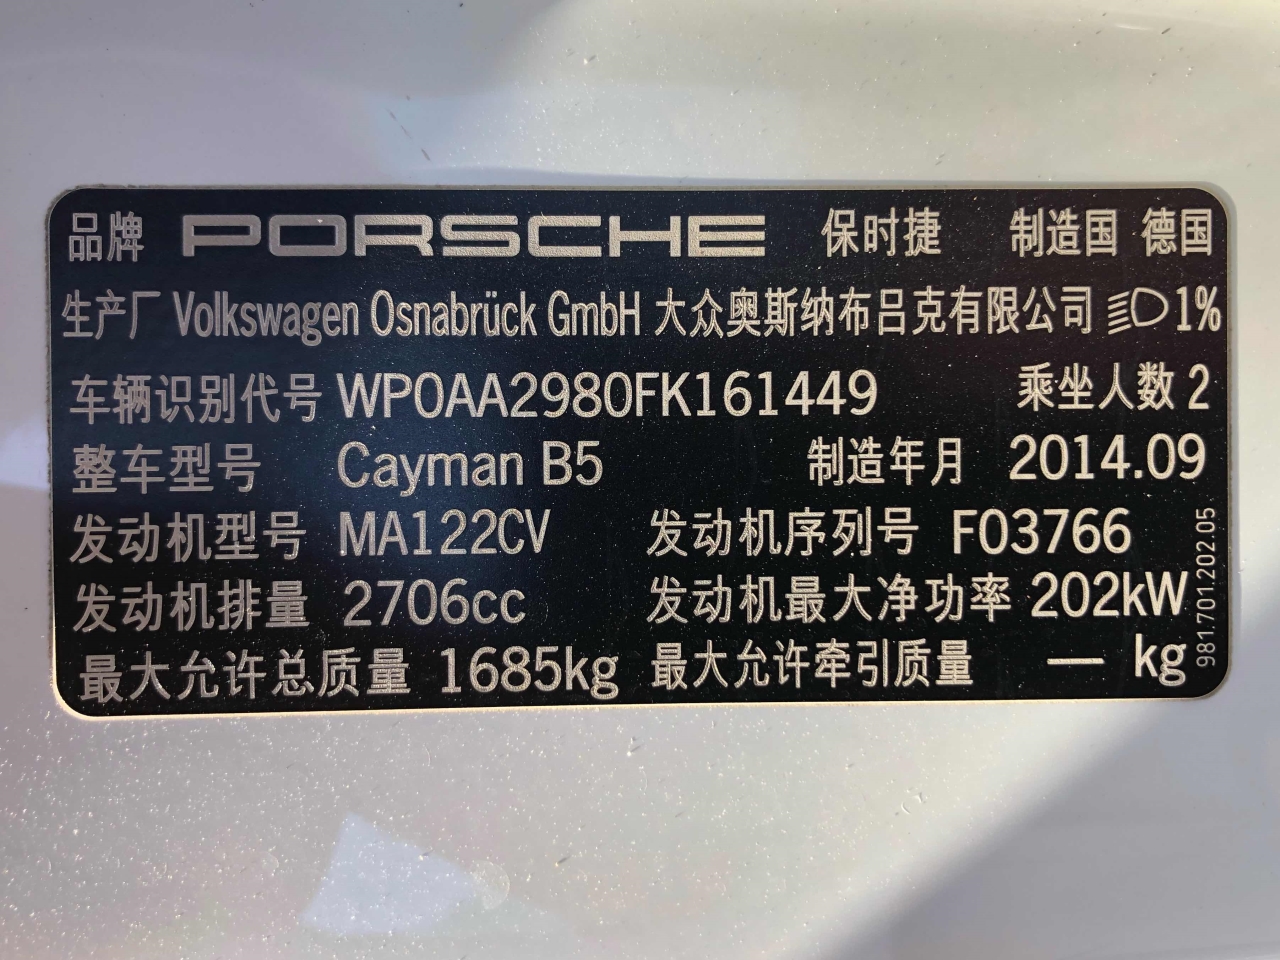 品牌 PORSCHE 保时捷 制造国 德国
生产厂 Volkswagen Osnabrück GmbH 大众奥斯纳布吕克有限公司 1%
车辆识别代号 WP0AA2980FK161449 乘坐人数 2
整车型号 Cayman B5 制造年月 2014.09
发动机型号 MA122CV 发动机序列号 F03766
发动机排量 2706cc 发动机最大净功率 202kW
最大允许总质量 1685kg 最大允许牵引质量 — kg
981701202.05